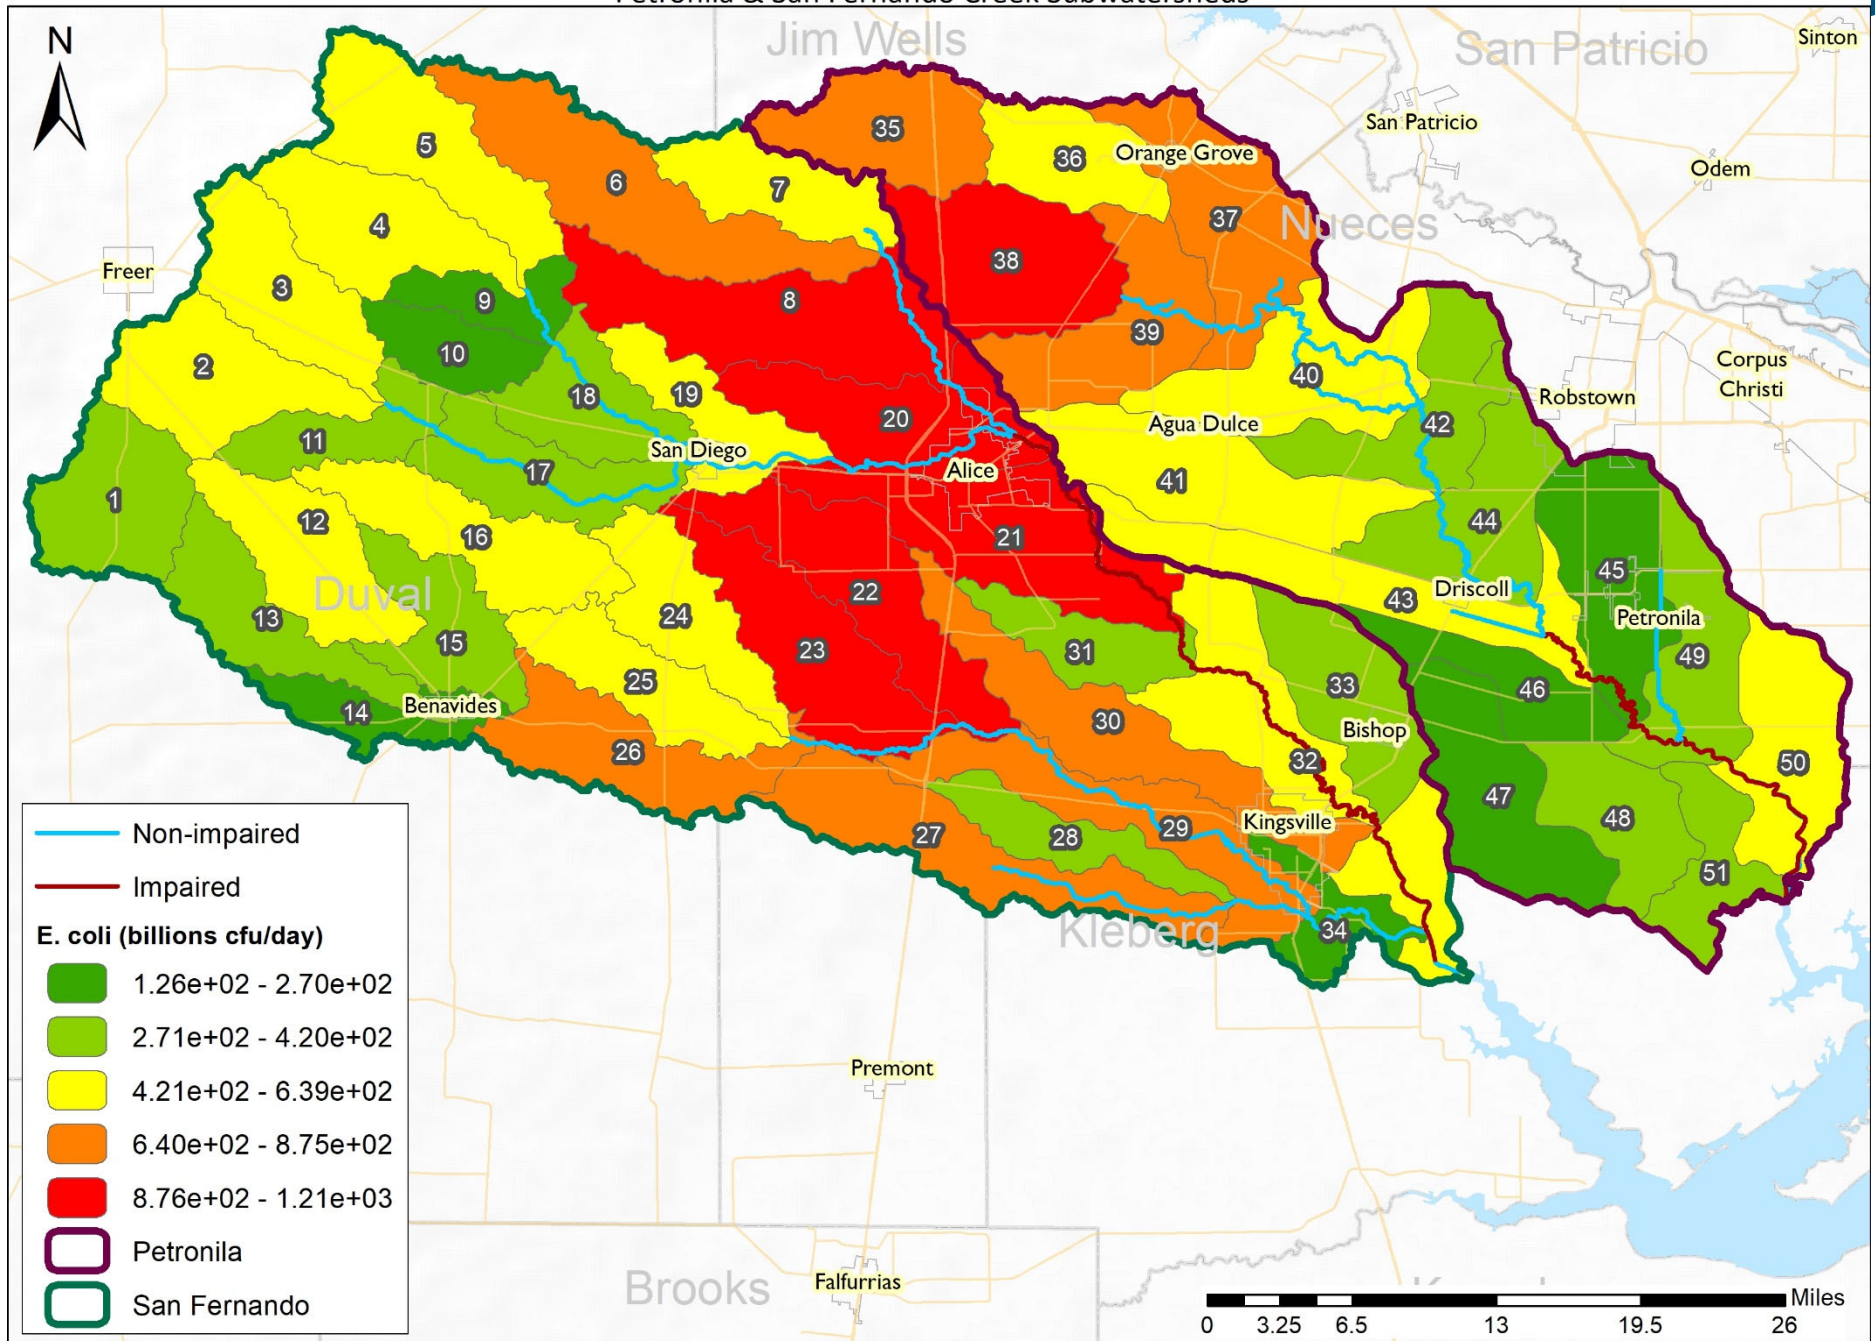 Petronila & San Fernando Creek Subwatersheds
N
Jim Wells
San Patricio
Sinton
San Patricio
Odem
Orange Grove
Nueces
Freer
Corpus
Christi
Robstown
Agua Dulce
San Diego
Alice
Duval
Driscoll
Petronila
Benavides
Bishop
Kingsville
Kleberg
Premont
Brooks
Falfurrias
1
2
3
4
5
6
7
8
9
10
11
12
13
14
15
16
17
18
19
20
21
22
23
24
25
26
27
28
29
30
31
32
33
34
35
36
37
38
39
40
41
42
43
44
45
46
47
48
49
50
51
Non-impaired
Impaired
E. coli (billions cfu/day)
1.26e+02 - 2.70e+02
2.71e+02 - 4.20e+02
4.21e+02 - 6.39e+02
6.40e+02 - 8.75e+02
8.76e+02 - 1.21e+03
Petronila
San Fernando
Miles
0 3.25 6.5 13 19.5 26